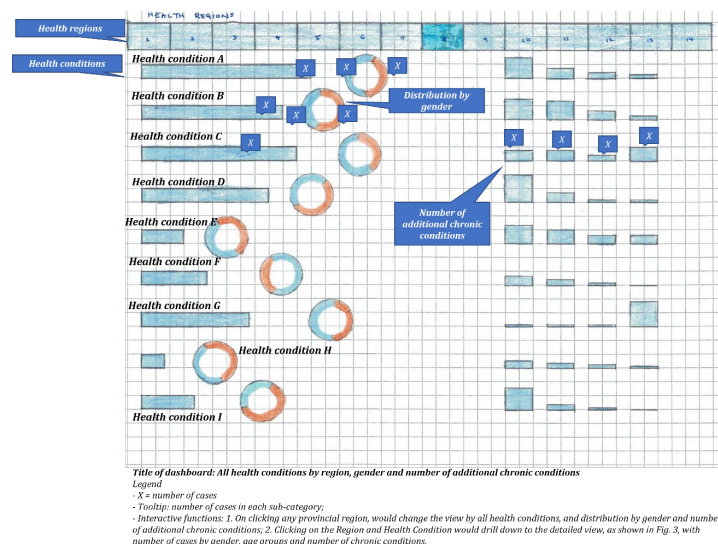 HEALTH REGIONS
Health regions
1 2 3 4 5 6 7 8 9 10 11 12 13 14
Health conditions
Health condition A
X X X
Health condition B
Distribution by
gender
X X X
Health condition C
X X X X X
Health condition D
Number of
additional chronic
conditions
Health condition E
Health condition F
Health condition G
Health condition H
Health condition I
Title of dashboard: All health conditions by region, gender and number of additional chronic conditions
Legend
- X = number of cases
- Tooltip: number of cases in each sub-category;
- Interactive functions: 1. On clicking any provincial region, would change the view by all health conditions, and distribution by gender and numbe
of additional chronic conditions; 2. Clicking on the Region and Health Condition would drill down to the detailed view, as shown in Fig. 3, with
number of cases by gender, age groups and number of chronic conditions.